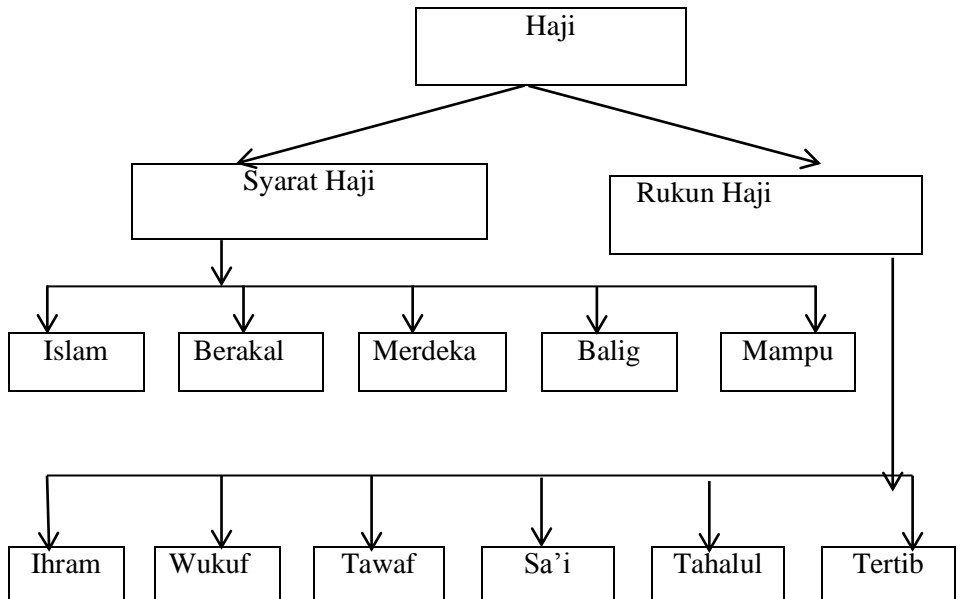 Haji
Syarat Haji
Rukun Haji
Islam
Berakal
Merdeka
Balig
Mampu
Ihram
Wukuf
Tawaf
Sa’i
Tahalul
Tertib